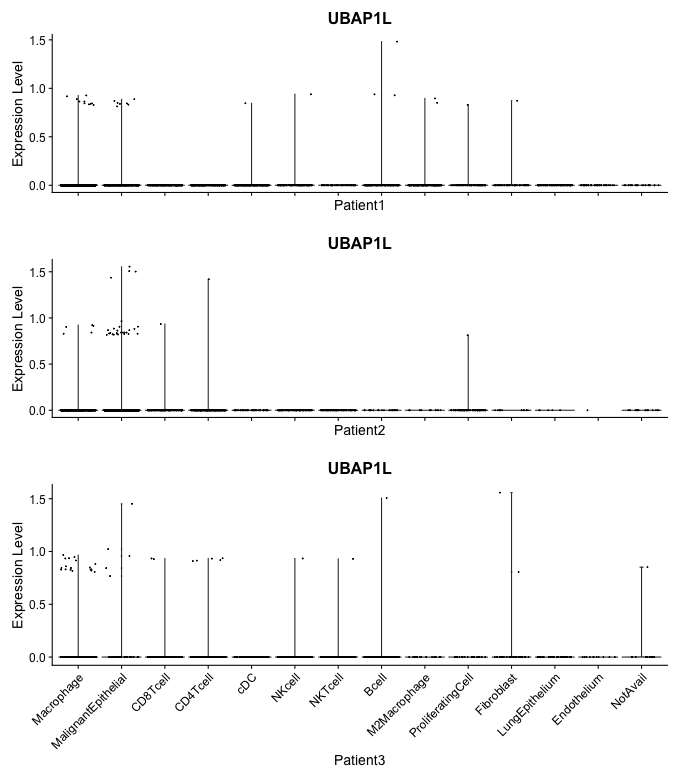 UBAP1L
Expression Level
1.5
1.0
0.5
0.0
Patient1
UBAP1L
Expression Level
1.5
1.0
0.5
0.0
Patient2
UBAP1L
Expression Level
1.5
1.0
0.5
0.0
Macrophage
MalignantEpithelial
CD8Tcell
CD4Tcell
cDC
NKcell
NKTcell
Bcell
M2Macrophage
ProliferatingCell
Fibroblast
LungEpithelium
Endothelium
NotAvail
Patient3